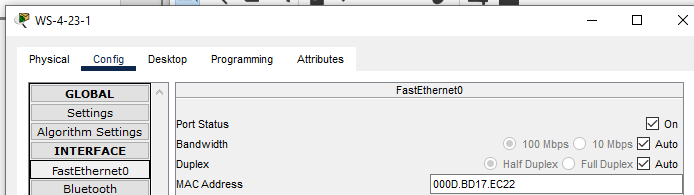 WS-4-23-1
Physical Config Desktop Programming Attributes
GLOBAL
Settings
Algorithm Settings
INTERFACE
FastEthernet0
Bluetooth
FastEthernet0
Port Status On
Bandwidth 100 Mbps 10 Mbps Auto
Duplex Half Duplex Full Duplex Auto
MAC Address 000D.BD17.EC22